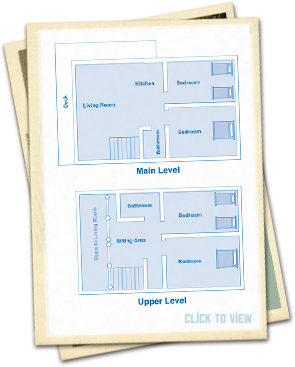 Kitchen
Bedroom
Deck
Living Room
Bedroom
Bathroom
Main Level
Bathroom
Open to Living Room
Bedroom
Sitting Area
Bedroom
Upper Level
CLICK TO VIEW